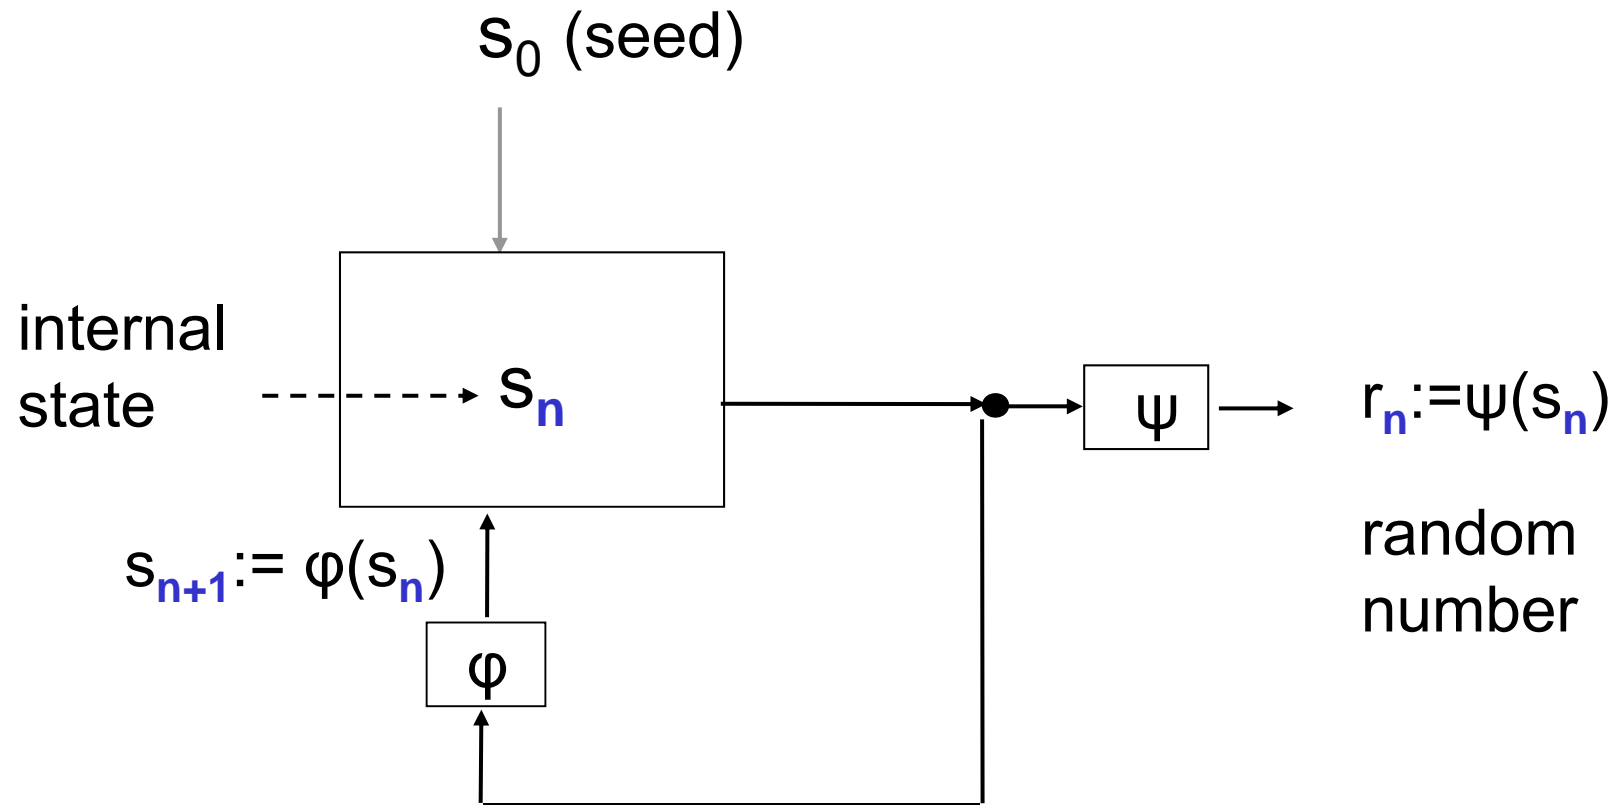 s₀ (seed)
internal
state
sₙ
ψ
rₙ:=ψ(sₙ)
random
number
sₙ₊₁:= φ(sₙ)
φ